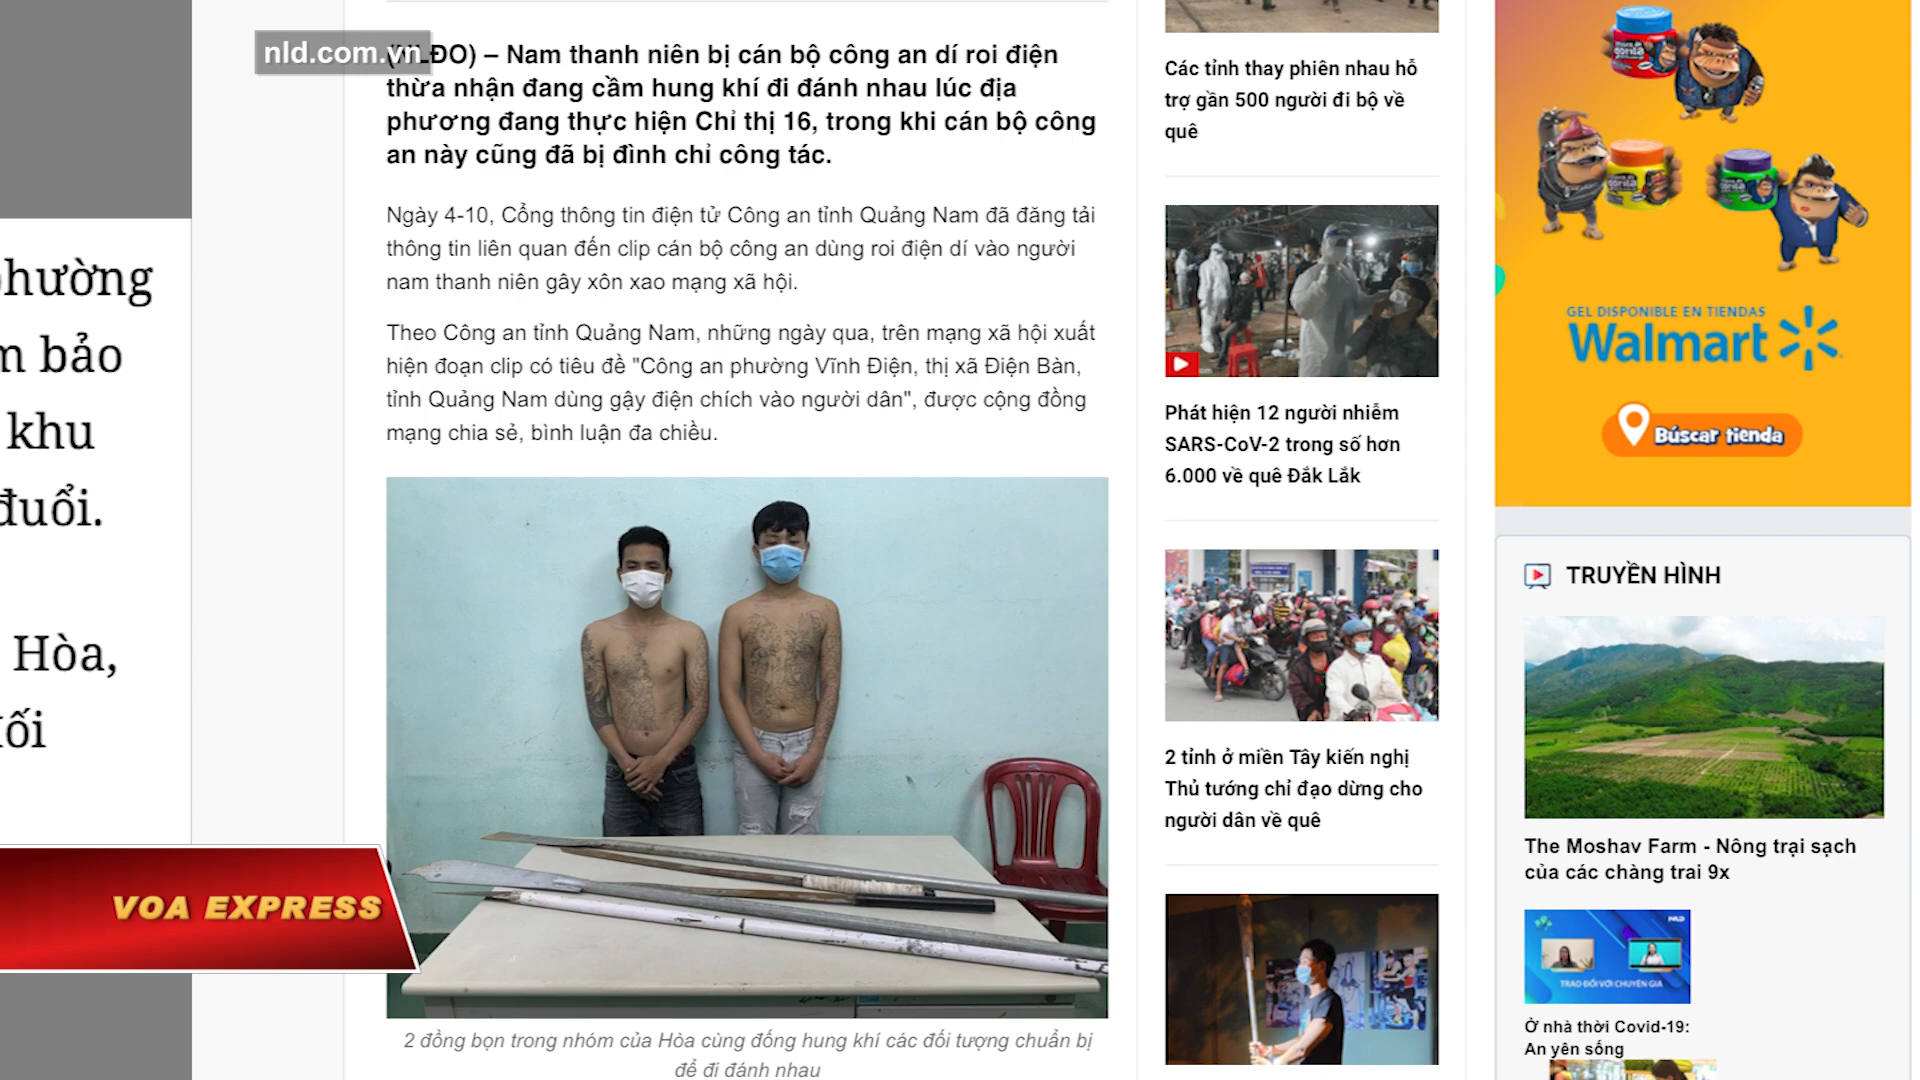 nld.com.vn
(NLĐO) – Nam thanh niên bị cán bộ công an dí roi điện
thừa nhận đang cầm hung khí đi đánh nhau lúc địa
phương đang thực hiện Chỉ thị 16, trong khi cán bộ công
an này cũng đã bị đình chỉ công tác.
Ngày 4-10, Cổng thông tin điện tử Công an tỉnh Quảng Nam đã đăng tải
thông tin liên quan đến clip cán bộ công an dùng roi điện dí vào người
nam thanh niên gây xôn xao mạng xã hội.
Theo Công an tỉnh Quảng Nam, những ngày qua, trên mạng xã hội xuất
hiện đoạn clip có tiêu đề "Công an phường Vĩnh Điện, thị xã Điện Bàn,
tỉnh Quảng Nam dùng gậy điện chích vào người dân", được cộng đồng
mạng chia sẻ, bình luận đa chiều.
2 đồng bọn trong nhóm của Hòa cùng đống hung khí các đối tượng chuẩn bị
để đi đánh nhau
bảo
khu
đuổi.
Hòa,
VOA EXPRESS
Các tỉnh thay phiên nhau hỗ
trợ gần 500 người đi bộ về
quê
Phát hiện 12 người nhiễm
SARS-CoV-2 trong số hơn
6.000 về quê Đắk Lắk
2 tỉnh ở miền Tây kiến nghị
Thủ tướng chỉ đạo dừng cho
người dân về quê
GEL DISPONIBLE EN TIENDAS
Walmart
Búscar tienda
TRUYỀN HÌNH
The Moshav Farm - Nông trại sạch
của các chàng trai 9x
NLD
TRAO ĐỔI VỚI CHUYÊN GIA
Ở nhà thời Covid-19:
An yên sống